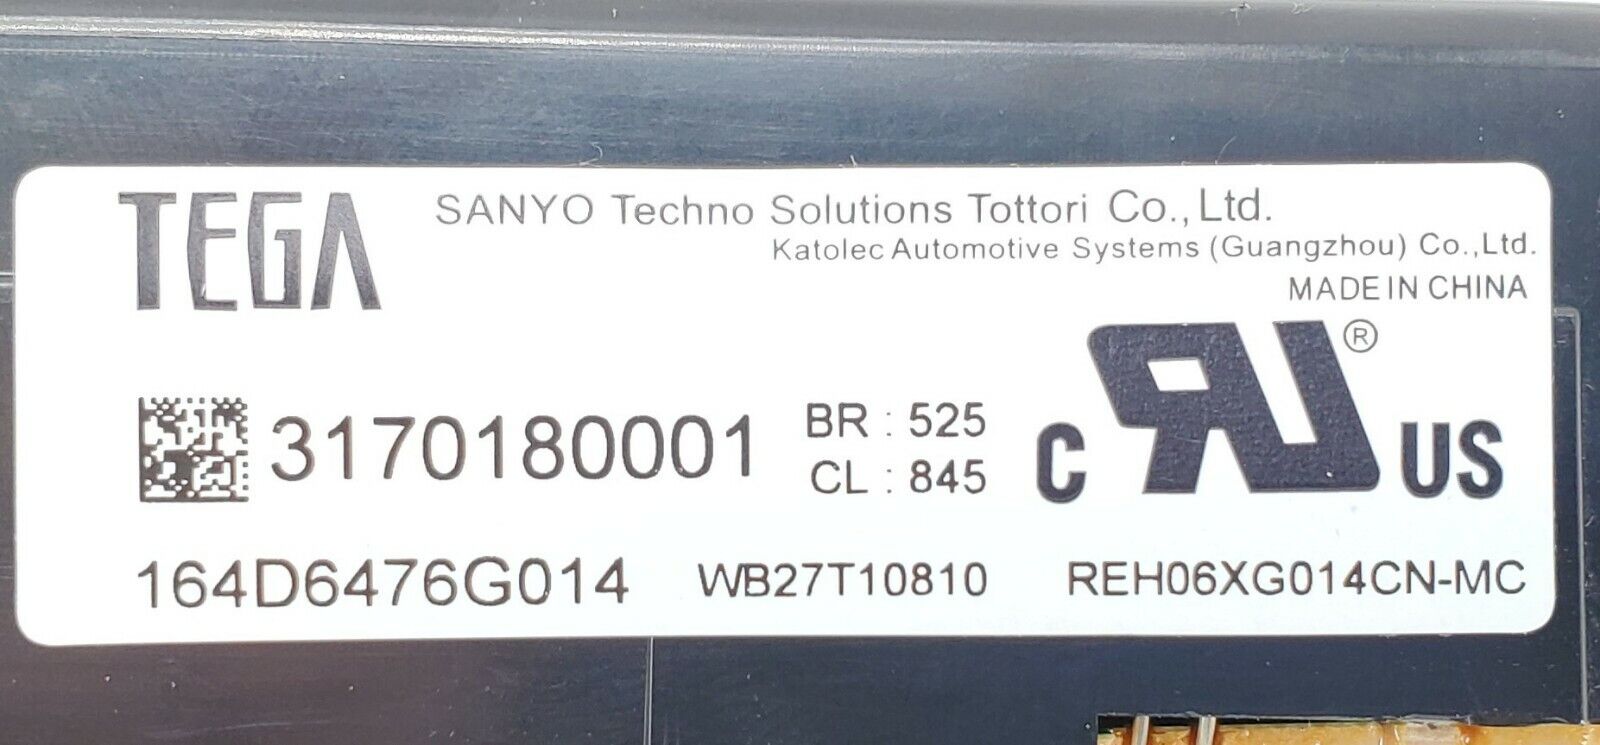 TEGA SANYO Techno Solutions Tottori Co., Ltd.
Katolec Automotive Systems (Guangzhou) Co.,Ltd.
MADE IN CHINA
3170180001 BR : 525
CL : 845
C RU ® US
164D6476G014 WB27T10810 REH06XG014CN-MC